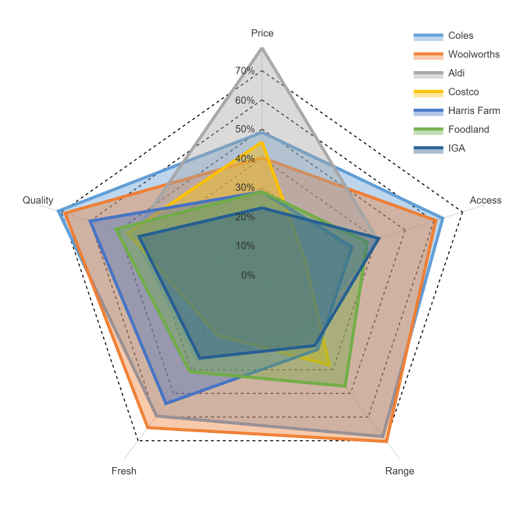 Price
Coles
Woolworths
Aldi
Costco
Harris Farm
Foodland
IGA
70%
60%
50%
40%
30%
20%
10%
0%
Quality
Access
Fresh
Range